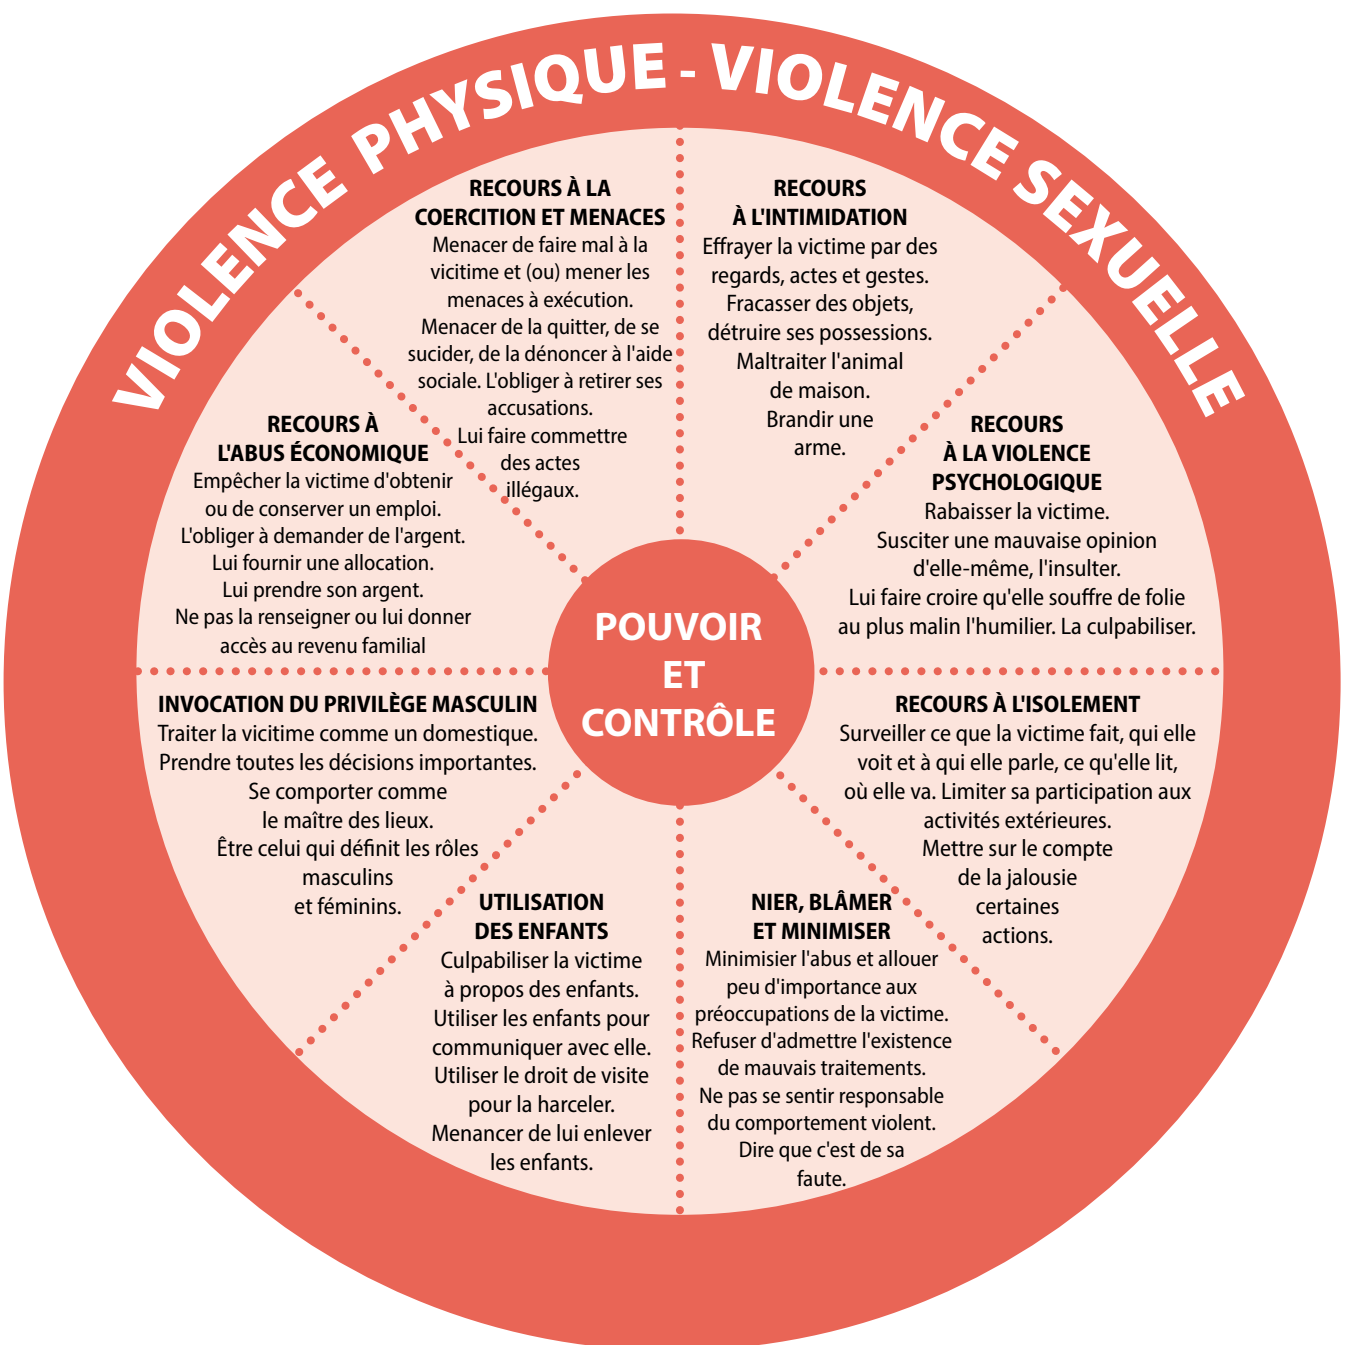 VIOLENCE PHYSIQUE - VIOLENCE SEXUELLE
RECOURS À LA
COERCITION ET MENACES
Menacer de faire mal à la
vicitime et (ou) mener les
menaces à exécution.
Menacer de la quitter, de se
sucider, de la dénoncer à l'aide
sociale. L'obliger à retirer ses
accusations.
Lui faire commettre
des actes
illégaux.
RECOURS
À L'INTIMIDATION
Effrayer la victime par des
regards, actes et gestes.
Fracasser des objets,
détruire ses possessions.
Maltraiter l'animal
de maison.
Brandir une
arme.
RECOURS
À LA VIOLENCE
PSYCHOLOGIQUE
Rabaisser la victime.
Susciter une mauvaise opinion
d'elle-même, l'insulter.
Lui faire croire qu'elle souffre de folie
au plus malin l'humilier. La culpabiliser.
RECOURS À L'ISOLEMENT
Surveiller ce que la victime fait, qui elle
voit et à qui elle parle, ce qu'elle lit,
où elle va. Limiter sa participation aux
activités extérieures.
Mettre sur le compte
de la jalousie
certaines
actions.
NIER, BLÂMER
ET MINIMISER
Minimisier l'abus et allouer
peu d'importance aux
préoccupations de la victime.
Refuser d'admettre l'existence
de mauvais traitements.
Ne pas se sentir responsable
du comportement violent.
Dire que c'est de sa
faute.
UTILISATION
DES ENFANTS
Culpabiliser la victime
à propos des enfants.
Utiliser les enfants pour
communiquer avec elle.
Utiliser le droit de visite
pour la harceler.
Menancer de lui enlever
les enfants.
INVOCATION DU PRIVILÈGE MASCULIN
Traiter la vicitime comme un domestique.
Prendre toutes les décisions importantes.
Se comporter comme
le maître des lieux.
Être celui qui définit les rôles
masculins
et féminins.
RECOURS À
L'ABUS ÉCONOMIQUE
Empêcher la victime d'obtenir
ou de conserver un emploi.
L'obliger à demander de l'argent.
Lui fournir une allocation.
Lui prendre son argent.
Ne pas la renseigner ou lui donner
accès au revenu familial
POUVOIR
ET
CONTRÔLE